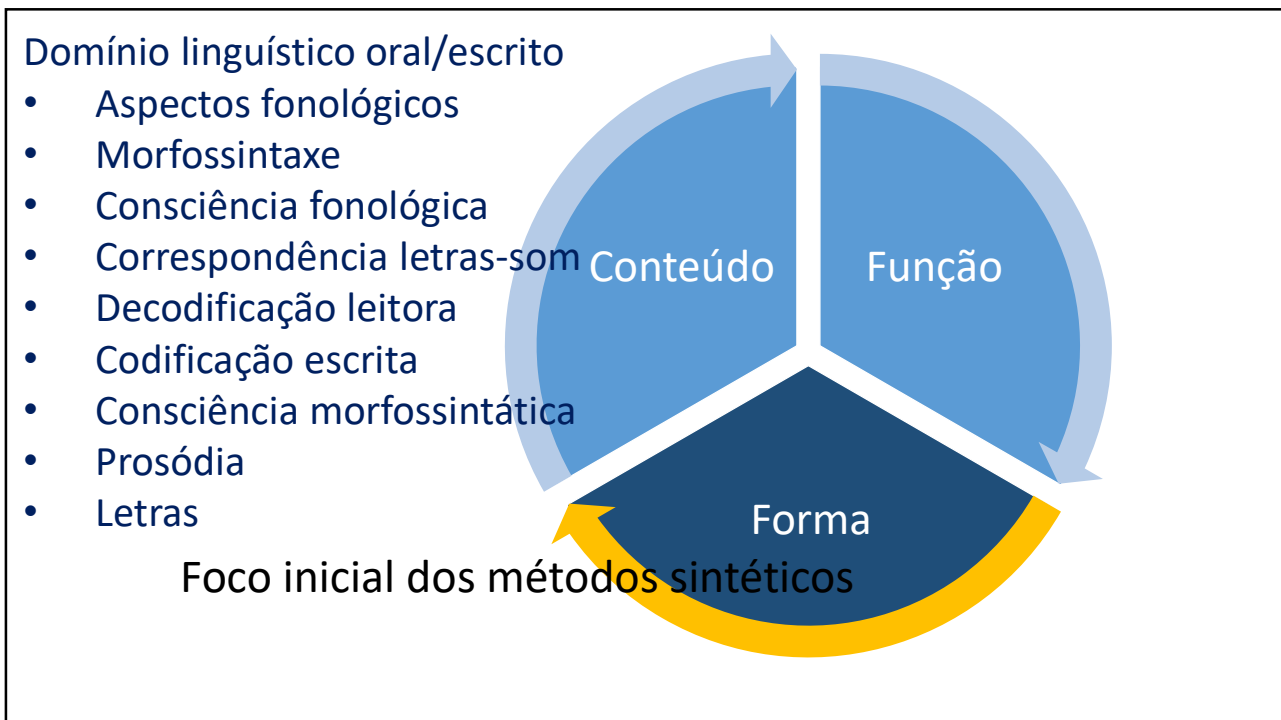 Domínio linguístico oral/escrito
• Aspectos fonológicos
• Morfossintaxe
• Consciência fonológica
• Correspondência letras-som
• Decodificação leitora
• Codificação escrita
• Consciência morfossintática
• Prosódia
• Letras
Conteúdo
Função
Forma
Foco inicial dos métodos sintéticos